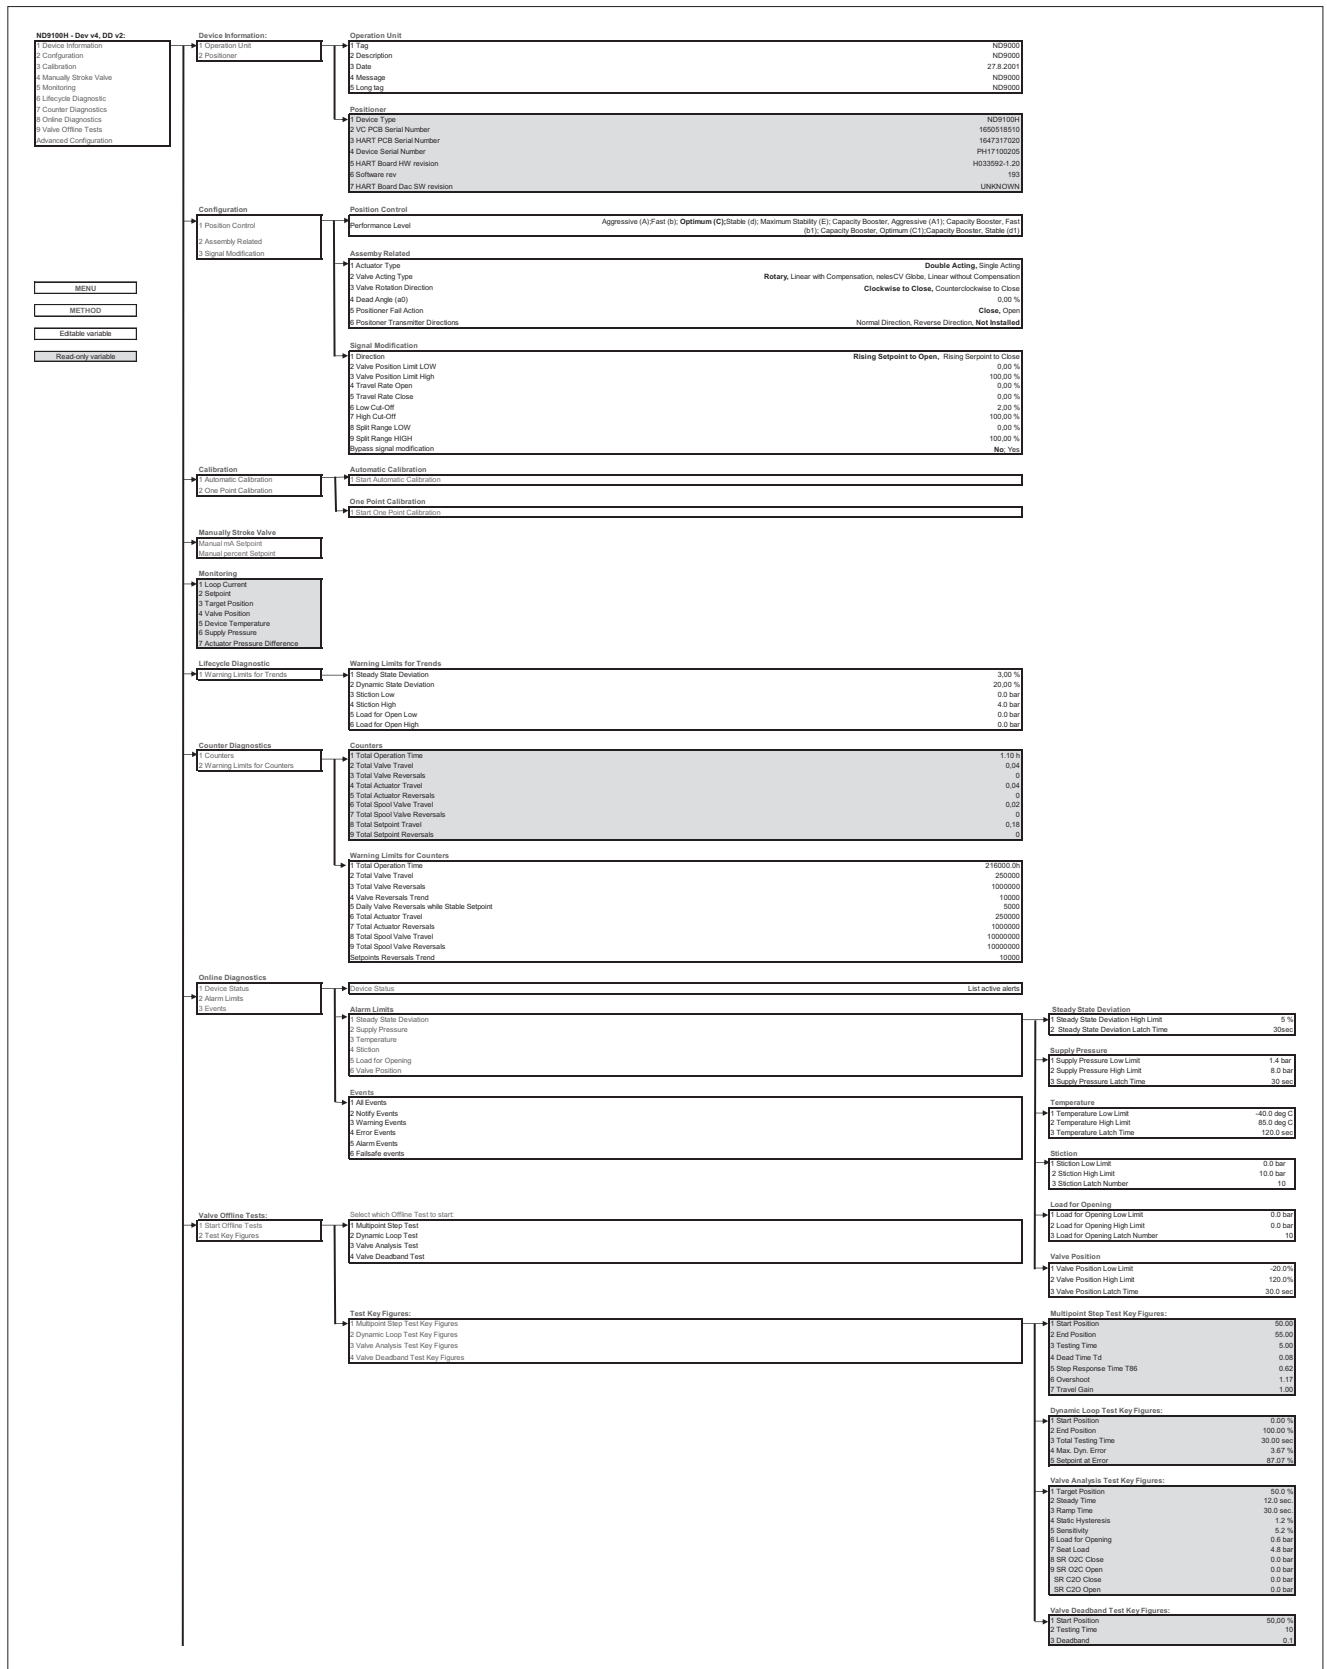 ND9100H - Dev v4, DD v2:
1 Device Information
2 Confguration
3 Calibration
4 Manually Stroke Valve
5 Monitoring
6 Lifecycle Diagnostic
7 Counter Diagnostics
8 Online Diagnostics
9 Valve Offline Tests
Advanced Configuration
MENU
METHOD
Editable variable
Read-only variable
Device Information:
1 Operation Unit
2 Positioner
Operation Unit
1 Tag ND9000
2 Description ND9000
3 Date 27.8.2001
4 Message ND9000
5 Long tag ND9000
Positioner
1 Device Type ND9100H
2 VC PCB Serial Number 1650518510
3 HART PCB Serial Number 1647317020
4 Device Serial Number PH17100205
5 HART Board HW revision H033592-1.20
6 Software rev 193
7 HART Board Dac SW revision UNKNOWN
Configuration
1 Position Control
2 Assembly Related
3 Signal Modification
Position Control
Performance Level Aggressive (A);Fast (b); Optimum (C);Stable (d); Maximum Stability (E); Capacity Booster, Aggressive (A1); Capacity Booster, Fast
(b1); Capacity Booster, Optimum (C1);Capacity Booster, Stable (d1)
Assemby Related
1 Actuator Type Double Acting, Single Acting
2 Valve Acting Type Rotary, Linear with Compensation, nelesCV Globe, Linear without Compensation
3 Valve Rotation Direction Clockwise to Close, Counterclockwise to Close
4 Dead Angle (a0) 0,00 %
5 Positioner Fail Action Close, Open
6 Positoner Transmitter Directions Normal Direction, Reverse Direction, Not Installed
Signal Modification
1 Direction Rising Setpoint to Open, Rising Serpoint to Close
2 Valve Position Limit LOW 0,00 %
3 Valve Position Limit High 100,00 %
4 Travel Rate Open 0,00 %
5 Travel Rate Close 0,00 %
6 Low Cut-Off 2,00 %
7 High Cut-Off 100,00 %
8 Split Range LOW 0,00 %
9 Split Range HIGH 100,00 %
Bypass signal modification No; Yes
Calibration
1 Automatic Calibration
2 One Point Calibration
Automatic Calibration
1 Start Automatic Calibration
One Point Calibration
1 Start One Point Calibration
Manually Stroke Valve
Manual mA Setpoint
Manual percent Setpoint
Monitoring
1 Loop Current
2 Setpoint
3 Target Position
4 Valve Position
5 Device Temperature
6 Supply Pressure
7 Actuator Pressure Difference
Lifecycle Diagnostic
1 Warning Limits for Trends
Warning Limits for Trends
1 Steady State Deviation 3,00 %
2 Dynamic State Deviation 20,00 %
3 Stiction Low 0.0 bar
4 Stiction High 4.0 bar
5 Load for Open Low 0.0 bar
6 Load for Open High 0.0 bar
Counter Diagnostics
1 Counters
2 Warning Limits for Counters
Counters
1 Total Operation Time 1.10 h
2 Total Valve Travel 0,04
3 Total Valve Reversals 0
4 Total Actuator Travel 0,04
5 Total Actuator Reversals 0
6 Total Spool Valve Travel 0,02
7 Total Spool Valve Reversals 0
8 Total Setpoint Travel 0,18
9 Total Setpoint Reversals 0
Warning Limits for Counters
1 Total Operation Time 216000.0h
2 Total Valve Travel 250000
3 Total Valve Reversals 1000000
4 Valve Reversals Trend 10000
5 Daily Valve Reversals while Stable Setpoint 5000
6 Total Actuator Travel 250000
7 Total Actuator Reversals 1000000
8 Total Spool Valve Travel 10000000
9 Total Spool Valve Reversals 10000000
Setpoints Reversals Trend 10000
Online Diagnostics
1 Device Status
2 Alarm Limits
3 Events
Device Status List active alerts
Alarm Limits
1 Steady State Deviation
2 Supply Pressure
3 Temperature
4 Stiction
5 Load for Opening
6 Valve Position
Events
1 All Events
2 Notify Events
3 Warning Events
4 Error Events
5 Alarm Events
6 Failsafe events
Steady State Deviation
1 Steady State Deviation High Limit 5 %
2 Steady State Deviation Latch Time 30sec
Supply Pressure
1 Supply Pressure Low Limit 1.4 bar
2 Supply Pressure High Limit 8.0 bar
3 Supply Pressure Latch Time 30 sec
Temperature
1 Temperature Low Limit -40.0 deg C
2 Temperature High Limit 85.0 deg C
3 Temperature Latch Time 120.0 sec
Stiction
1 Stiction Low Limit 0.0 bar
2 Stiction High Limit 10.0 bar
3 Stiction Latch Number 10
Load for Opening
1 Load for Opening Low Limit 0.0 bar
2 Load for Opening High Limit 0.0 bar
3 Load for Opening Latch Number 10
Valve Position
1 Valve Position Low Limit -20.0%
2 Valve Position High Limit 120.0%
3 Valve Position Latch Time 30.0 sec
Valve Offline Tests:
1 Start Offline Tests
2 Test Key Figures
Select which Offline Test to start:
1 Multipoint Step Test
2 Dynamic Loop Test
3 Valve Analysis Test
4 Valve Deadband Test
Test Key Figures:
1 Multipoint Step Test Key Figures
2 Dynamic Loop Test Key Figures
3 Valve Analysis Test Key Figures
4 Valve Deadband Test Key Figures
Multipoint Step Test Key Figures:
1 Start Position 50.00
2 End Position 55.00
3 Testing Time 5.00
4 Dead Time Td 0.08
5 Step Response Time T86 0.62
6 Overshoot 1.17
7 Travel Gain 1.00
Dynamic Loop Test Key Figures:
1 Start Position 0.00 %
2 End Position 100.00 %
3 Total Testing Time 30.00 sec
4 Max. Dyn. Error 3.67 %
5 Setpoint at Error 87.07 %
Valve Analysis Test Key Figures:
1 Target Position 50.0 %
2 Steady Time 12.0 sec.
3 Ramp Time 30.0 sec.
4 Static Hysteresis 1.2 %
5 Sensitivity 5.2 %
6 Load for Opening 0.6 bar
7 Seat Load 4.8 bar
8 SR O2C Close 0.0 bar
9 SR O2C Open 0.0 bar
SR C2O Close 0.0 bar
SR C2O Open 0.0 bar
Valve Deadband Test Key Figures:
1 Start Position 50,00 %
2 Testing Time 10
3 Deadband 0.1